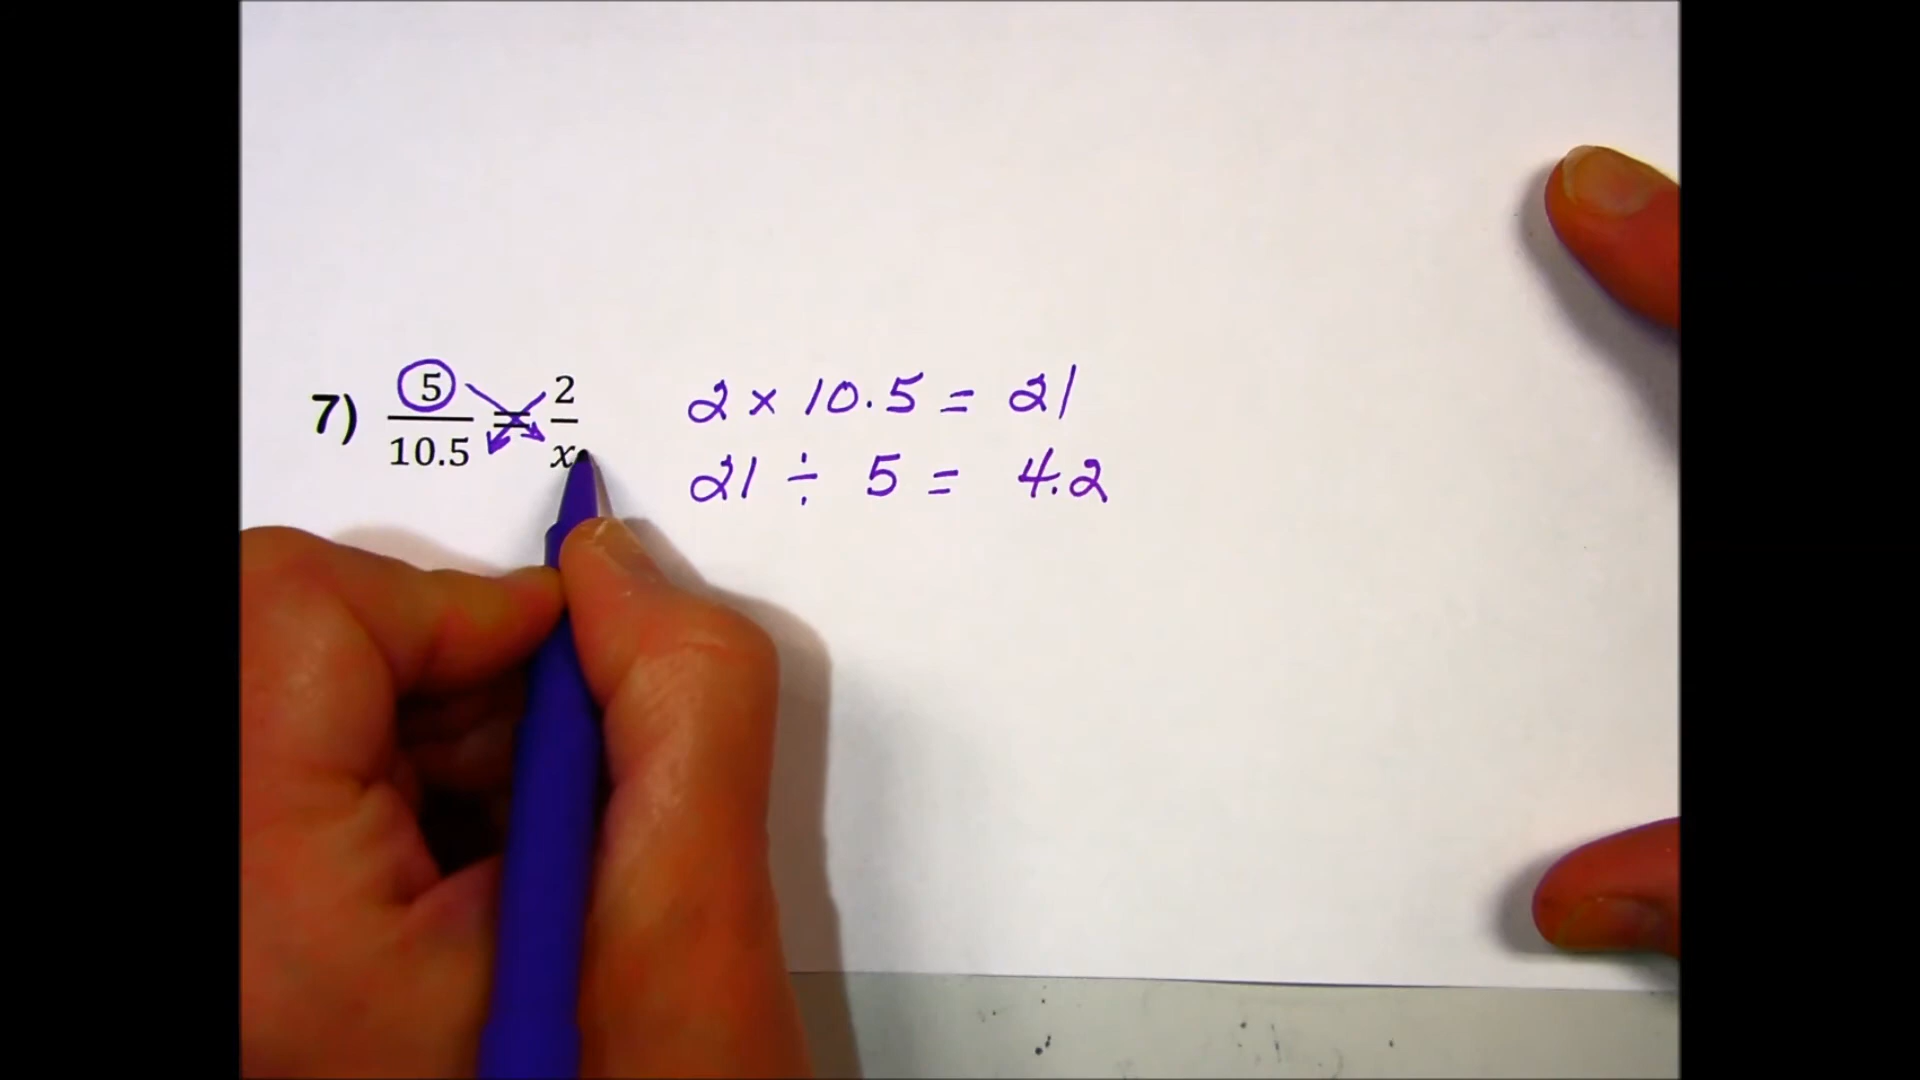 7) 5/10.5 = 2/x
2 x 10.5 = 21
21 ÷ 5 = 4.2